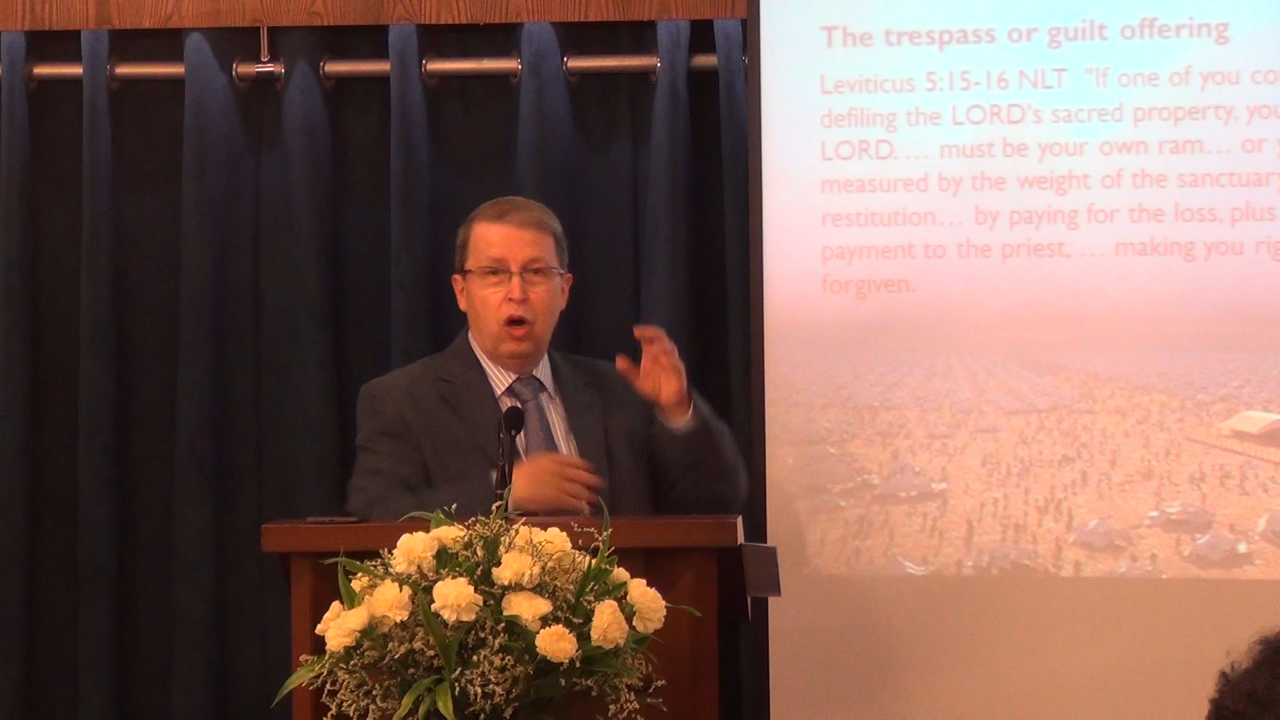 The trespass or guilt offering
Leviticus 5:15-16 NLT "If one of you co
defiling the LORD's sacred property, you
LORD. ... must be your own ram... or y
measured by the weight of the sanctuary
restitution... by paying for the loss, plus
payment to the priest, ... making you rig
forgiven.